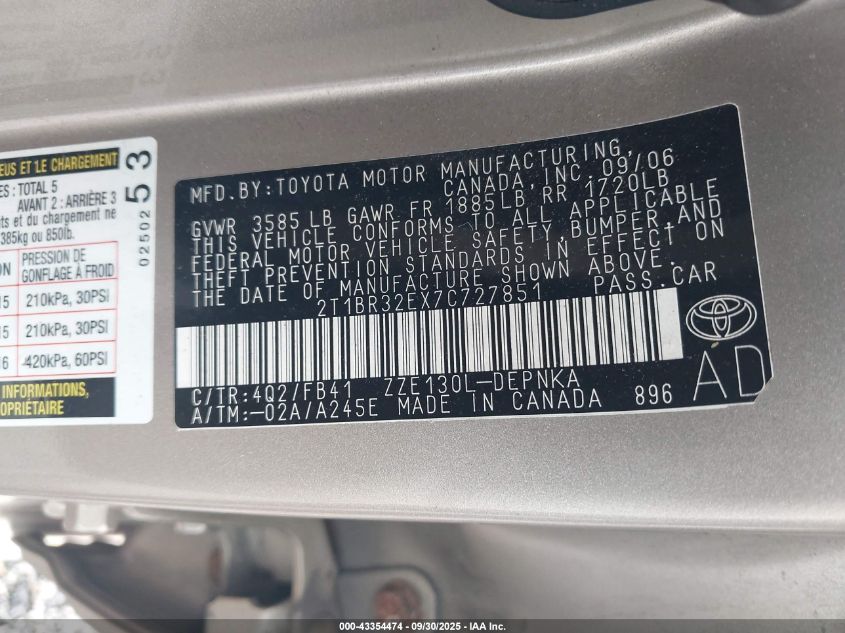 EUS ET LE CHARGEMENT
ES: TOTAL 5
AVANT 2 : ARRIÈRE 3
nts et du chargement ne
385kg ou 850lb.
ON PRESSION DE GONFLAGE À FROID
15 210kPa, 30PSI
15 210kPa, 30PSI
16 420kPa, 60PSI
INFORMATIONS,
OPRIÉTAIRE
02502 53
MFD. BY: TOYOTA MOTOR MANUFACTURING,
CANADA, INC. 09/06
GVWR 3585 LB GAWR FR 1885LB RR 1720LB
THIS VEHICLE CONFORMS TO ALL APPLICABLE
FEDERAL MOTOR VEHICLE SAFETY, BUMPER, AND
THEFT PREVENTION STANDARDS IN EFFECT ON
THE DATE OF MANUFACTURE SHOWN ABOVE.
2T1BR32EX7C727851 PASS. CAR
C/TR: 4Q2/FB41 ZZE130L-DEPNKA
A/TM:-02A/A245E MADE IN CANADA 896
AD
000-43354474 - 09/30/2025 - IAA Inc.